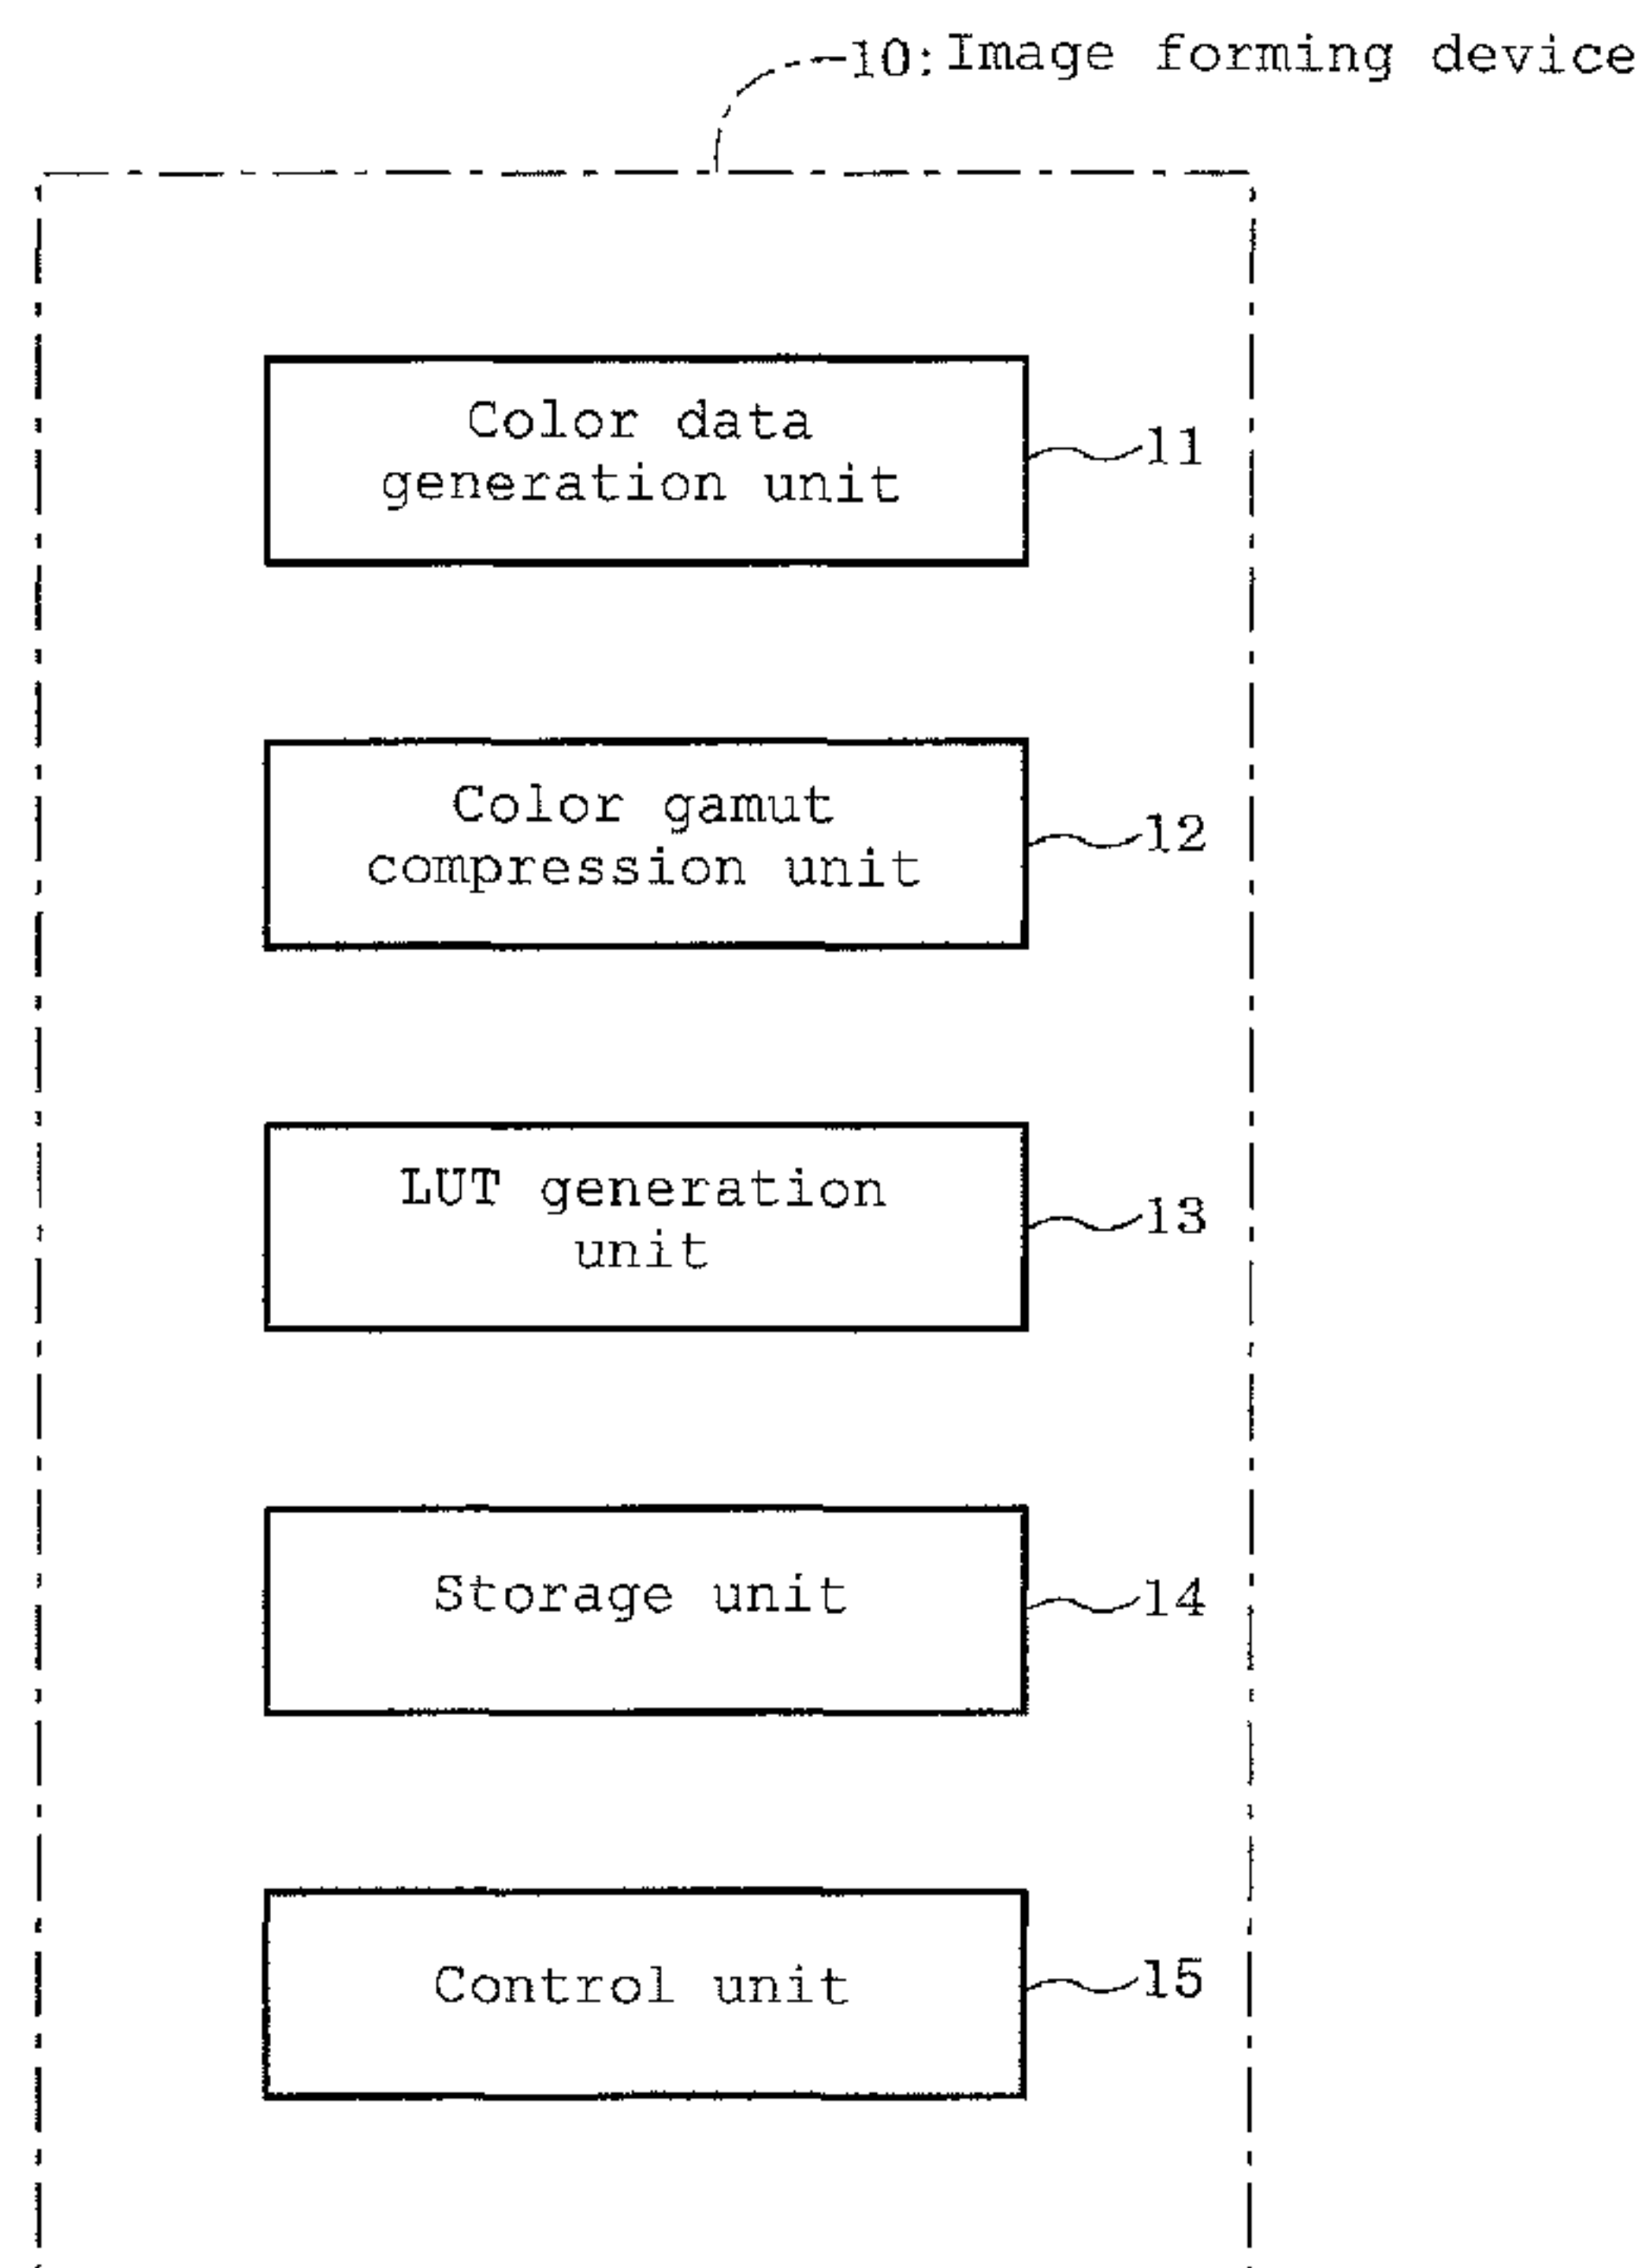 10:Image forming device
Color data
generation unit
11
Color gamut
compression unit
12
LUT generation
unit
13
Storage unit
14
Control unit
15